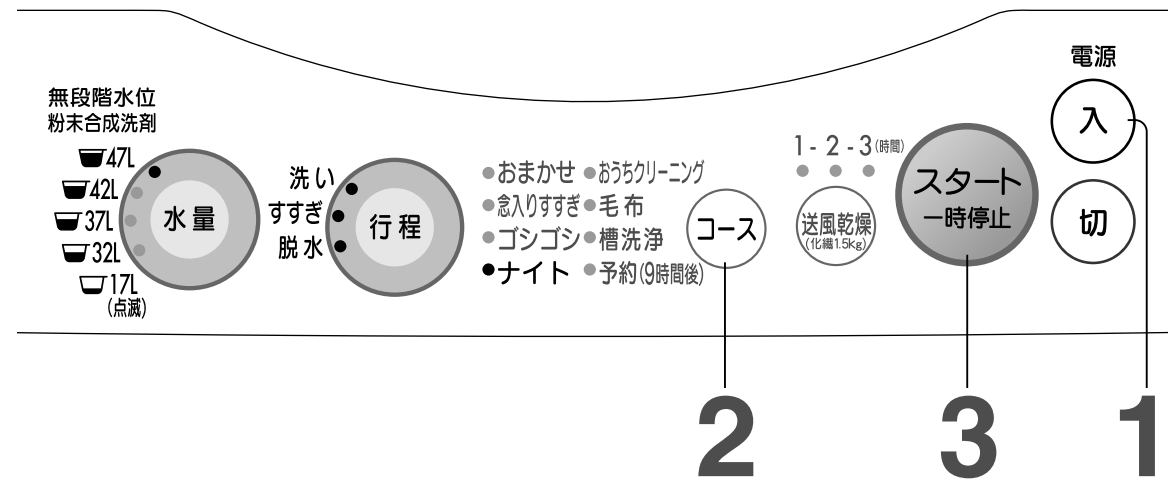 無段階水位
粉末合成洗剤
47L
42L
37L
32L
17L
(点滅)
水量
洗い
すすぎ
脱水
行程
おまかせ
おうちクリーニング
念入りすすぎ
毛布
ゴシゴシ
槽洗浄
ナイト
予約(9時間後)
コース
1 - 2 - 3(時間)
送風乾燥
(化繊1.5kg)
スタート
一時停止
電源
入
切
2
3
1